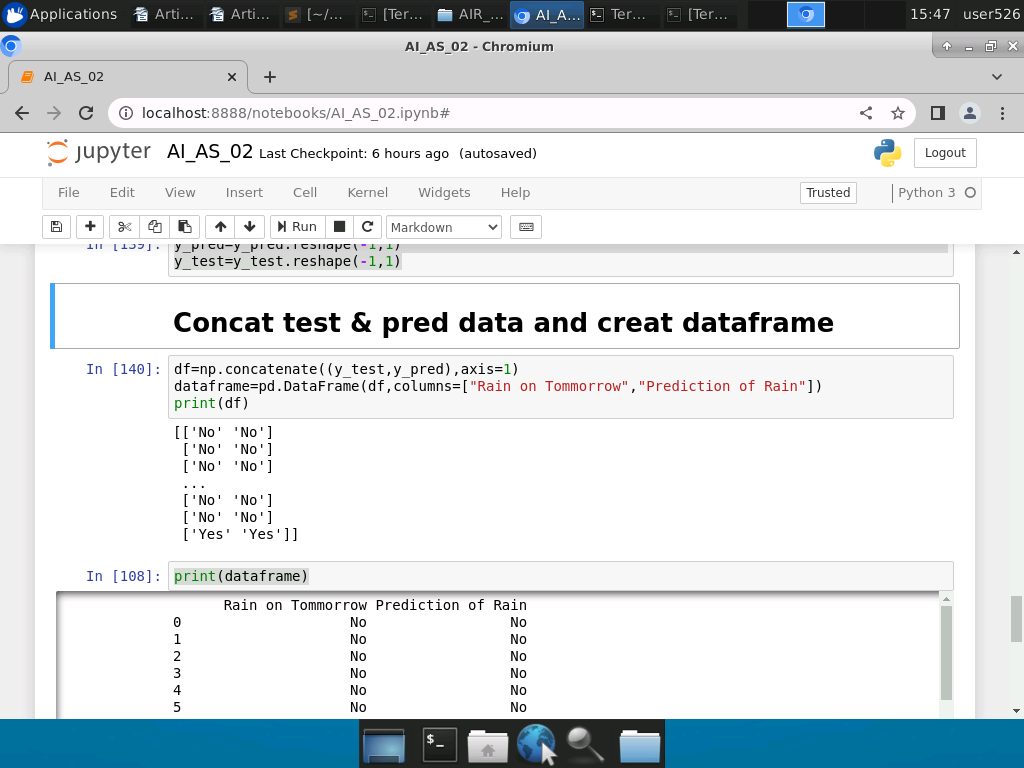 Applications
Arti...
Arti...
[~/...
[Ter...
AIR_...
AI_A...
Ter...
[Ter...
15:47
user526
AI_AS_02 - Chromium
AI_AS_02
localhost:8888/notebooks/AI_AS_02.ipynb#
jupyter AI_AS_02 Last Checkpoint: 6 hours ago (autosaved)
Logout
File Edit View Insert Cell Kernel Widgets Help
Trusted
Python 3
Run
Markdown
In [139]: y_pred=y_pred.reshape(-1,1)
y_test=y_test.reshape(-1,1)
Concat test & pred data and creat dataframe
In [140]: df=np.concatenate((y_test,y_pred),axis=1)
dataframe=pd.DataFrame(df,columns=["Rain on Tommorrow","Prediction of Rain"])
print(df)
[['No' 'No']
['No' 'No']
['No' 'No']
...
['No' 'No']
['No' 'No']
['Yes' 'Yes']]
In [108]: print(dataframe)
Rain on Tommorrow Prediction of Rain
0 No No
1 No No
2 No No
3 No No
4 No No
5 No No
$_